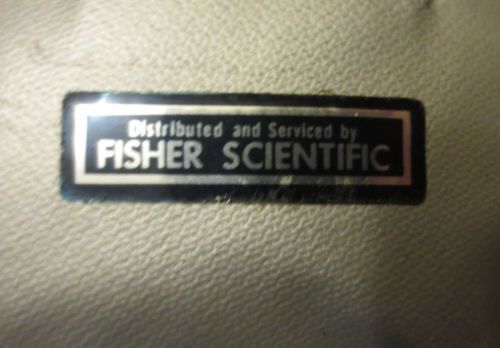 Distributed and Serviced by
FISHER SCIENTIFIC